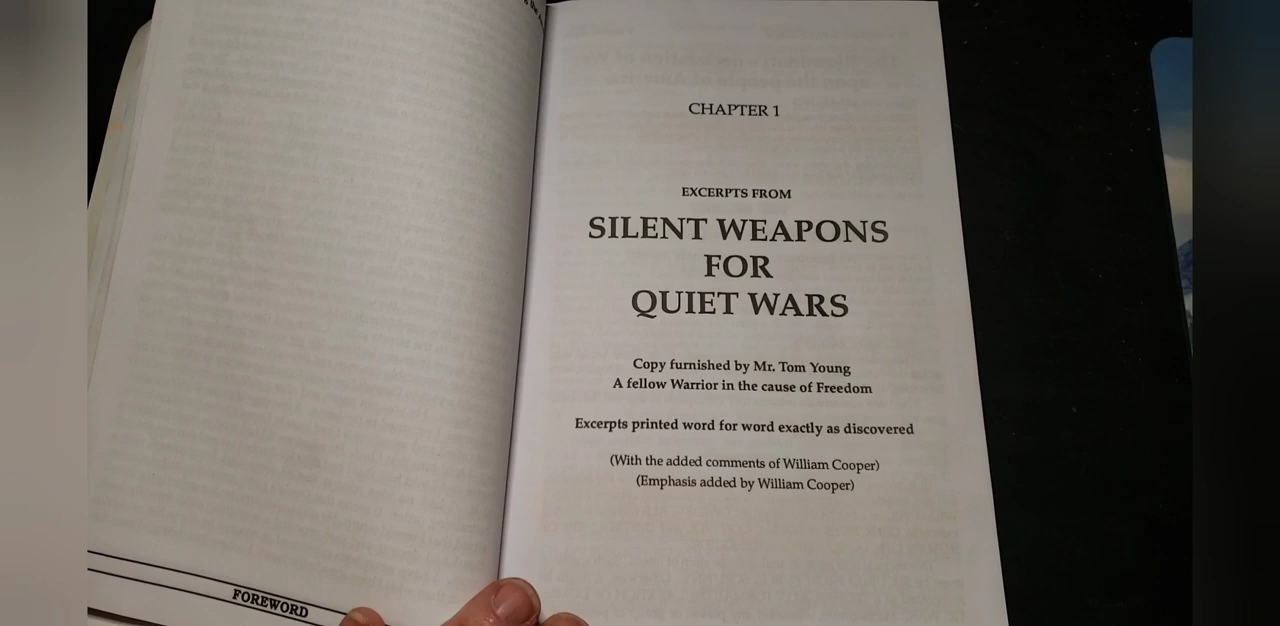 FOREWORD
CHAPTER 1
EXCERPTS FROM
SILENT WEAPONS
FOR
QUIET WARS
Copy furnished by Mr. Tom Young
A fellow Warrior in the cause of Freedom
Excerpts printed word for word exactly as discovered
(With the added comments of William Cooper)
(Emphasis added by William Cooper)